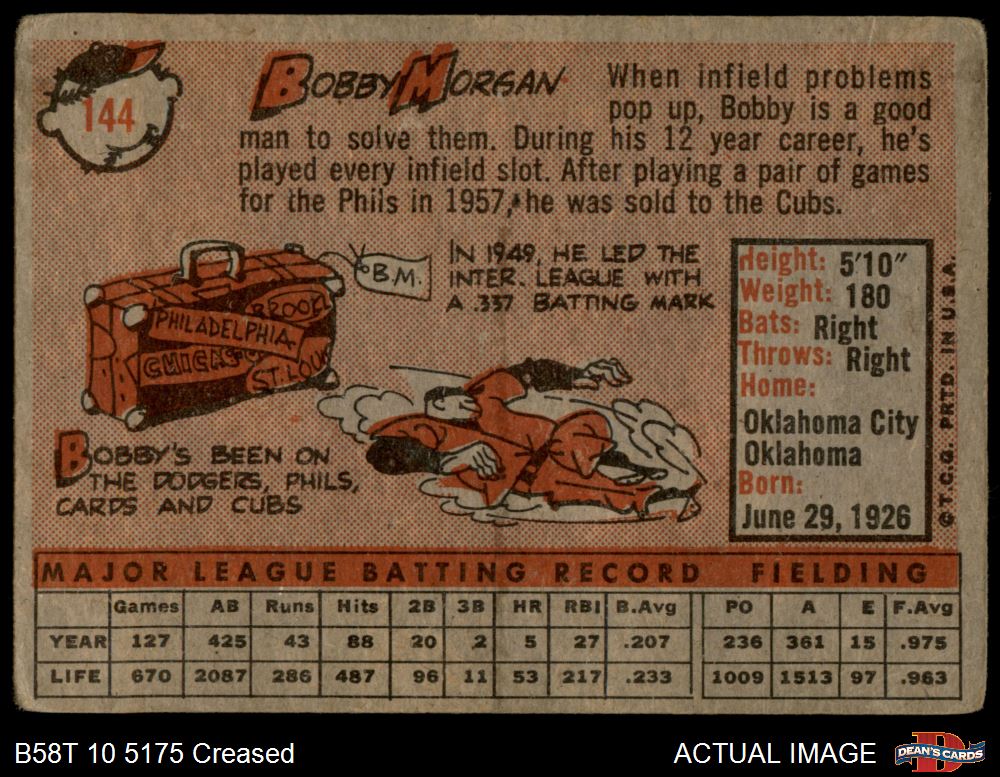 144
BOBBY MORGAN
When infield problems
pop up, Bobby is a good
man to solve them. During his 12 year career, he's
played every infield slot. After playing a pair of games
for the Phils in 1957, he was sold to the Cubs.
B.M.
BROOK
PHILADELPHIA
CHICAGO
ST. LOU
IN 1949, HE LED THE
INTER. LEAGUE WITH
A .337 BATTING MARK
BOBBY'S BEEN ON
THE DODGERS, PHILS,
CARDS AND CUBS
Height: 5'10"
Weight: 180
Bats: Right
Throws: Right
Home:
Oklahoma City
Oklahoma
Born:
June 29, 1926
© T.C.G. PRTD. IN U.S.A.
MAJOR LEAGUE BATTING RECORD FIELDING
Games AB Runs Hits 2B 3B HR RBI B.Avg PO A E F.Avg
YEAR 127 425 43 88 20 2 5 27 .207 236 361 15 .975
LIFE 670 2087 286 487 96 11 53 217 .233 1009 1513 97 .963
B58T 10 5175 Creased
ACTUAL IMAGE
DEAN'S CARDS